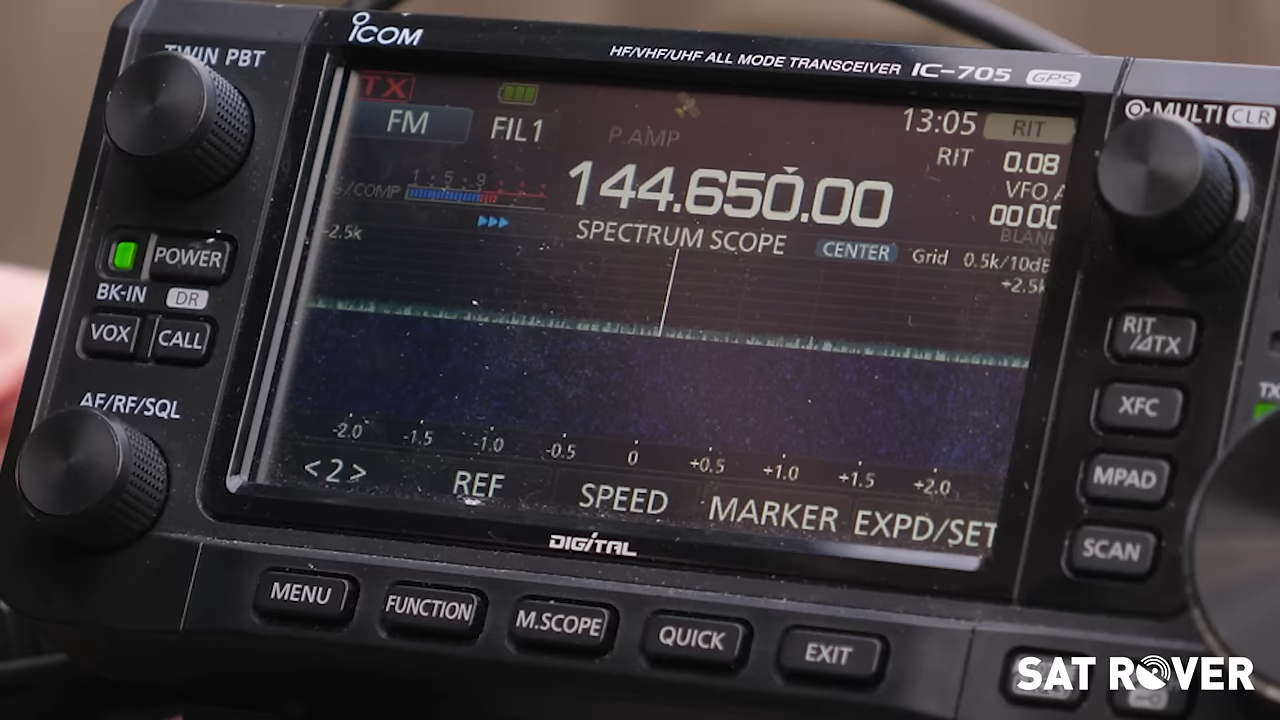 ICOM
HF/VHF/UHF ALL MODE TRANSCEIVER IC-705 GPS
TWIN PBT
MULTI CLR
TX
FM FIL1
P.AMP
13:05 RIT
RIT 0.08
VFO A
1 · 5 · 9
S/COMP
144.650.00
00 00
BLANK
SPECTRUM SCOPE CENTER Grid 0.5k/10dB
-2.5k
+2.5k
-2.0 -1.5 -1.0 -0.5 0 +0.5 +1.0 +1.5 +2.0
<2> REF SPEED MARKER EXPD/SET
POWER
BK-IN DR
VOX CALL
AF/RF/SQL
RIT
/⊿TX
XFC
MPAD
SCAN
TX
DIGITAL
MENU FUNCTION M.SCOPE QUICK EXIT
SAT ROVER